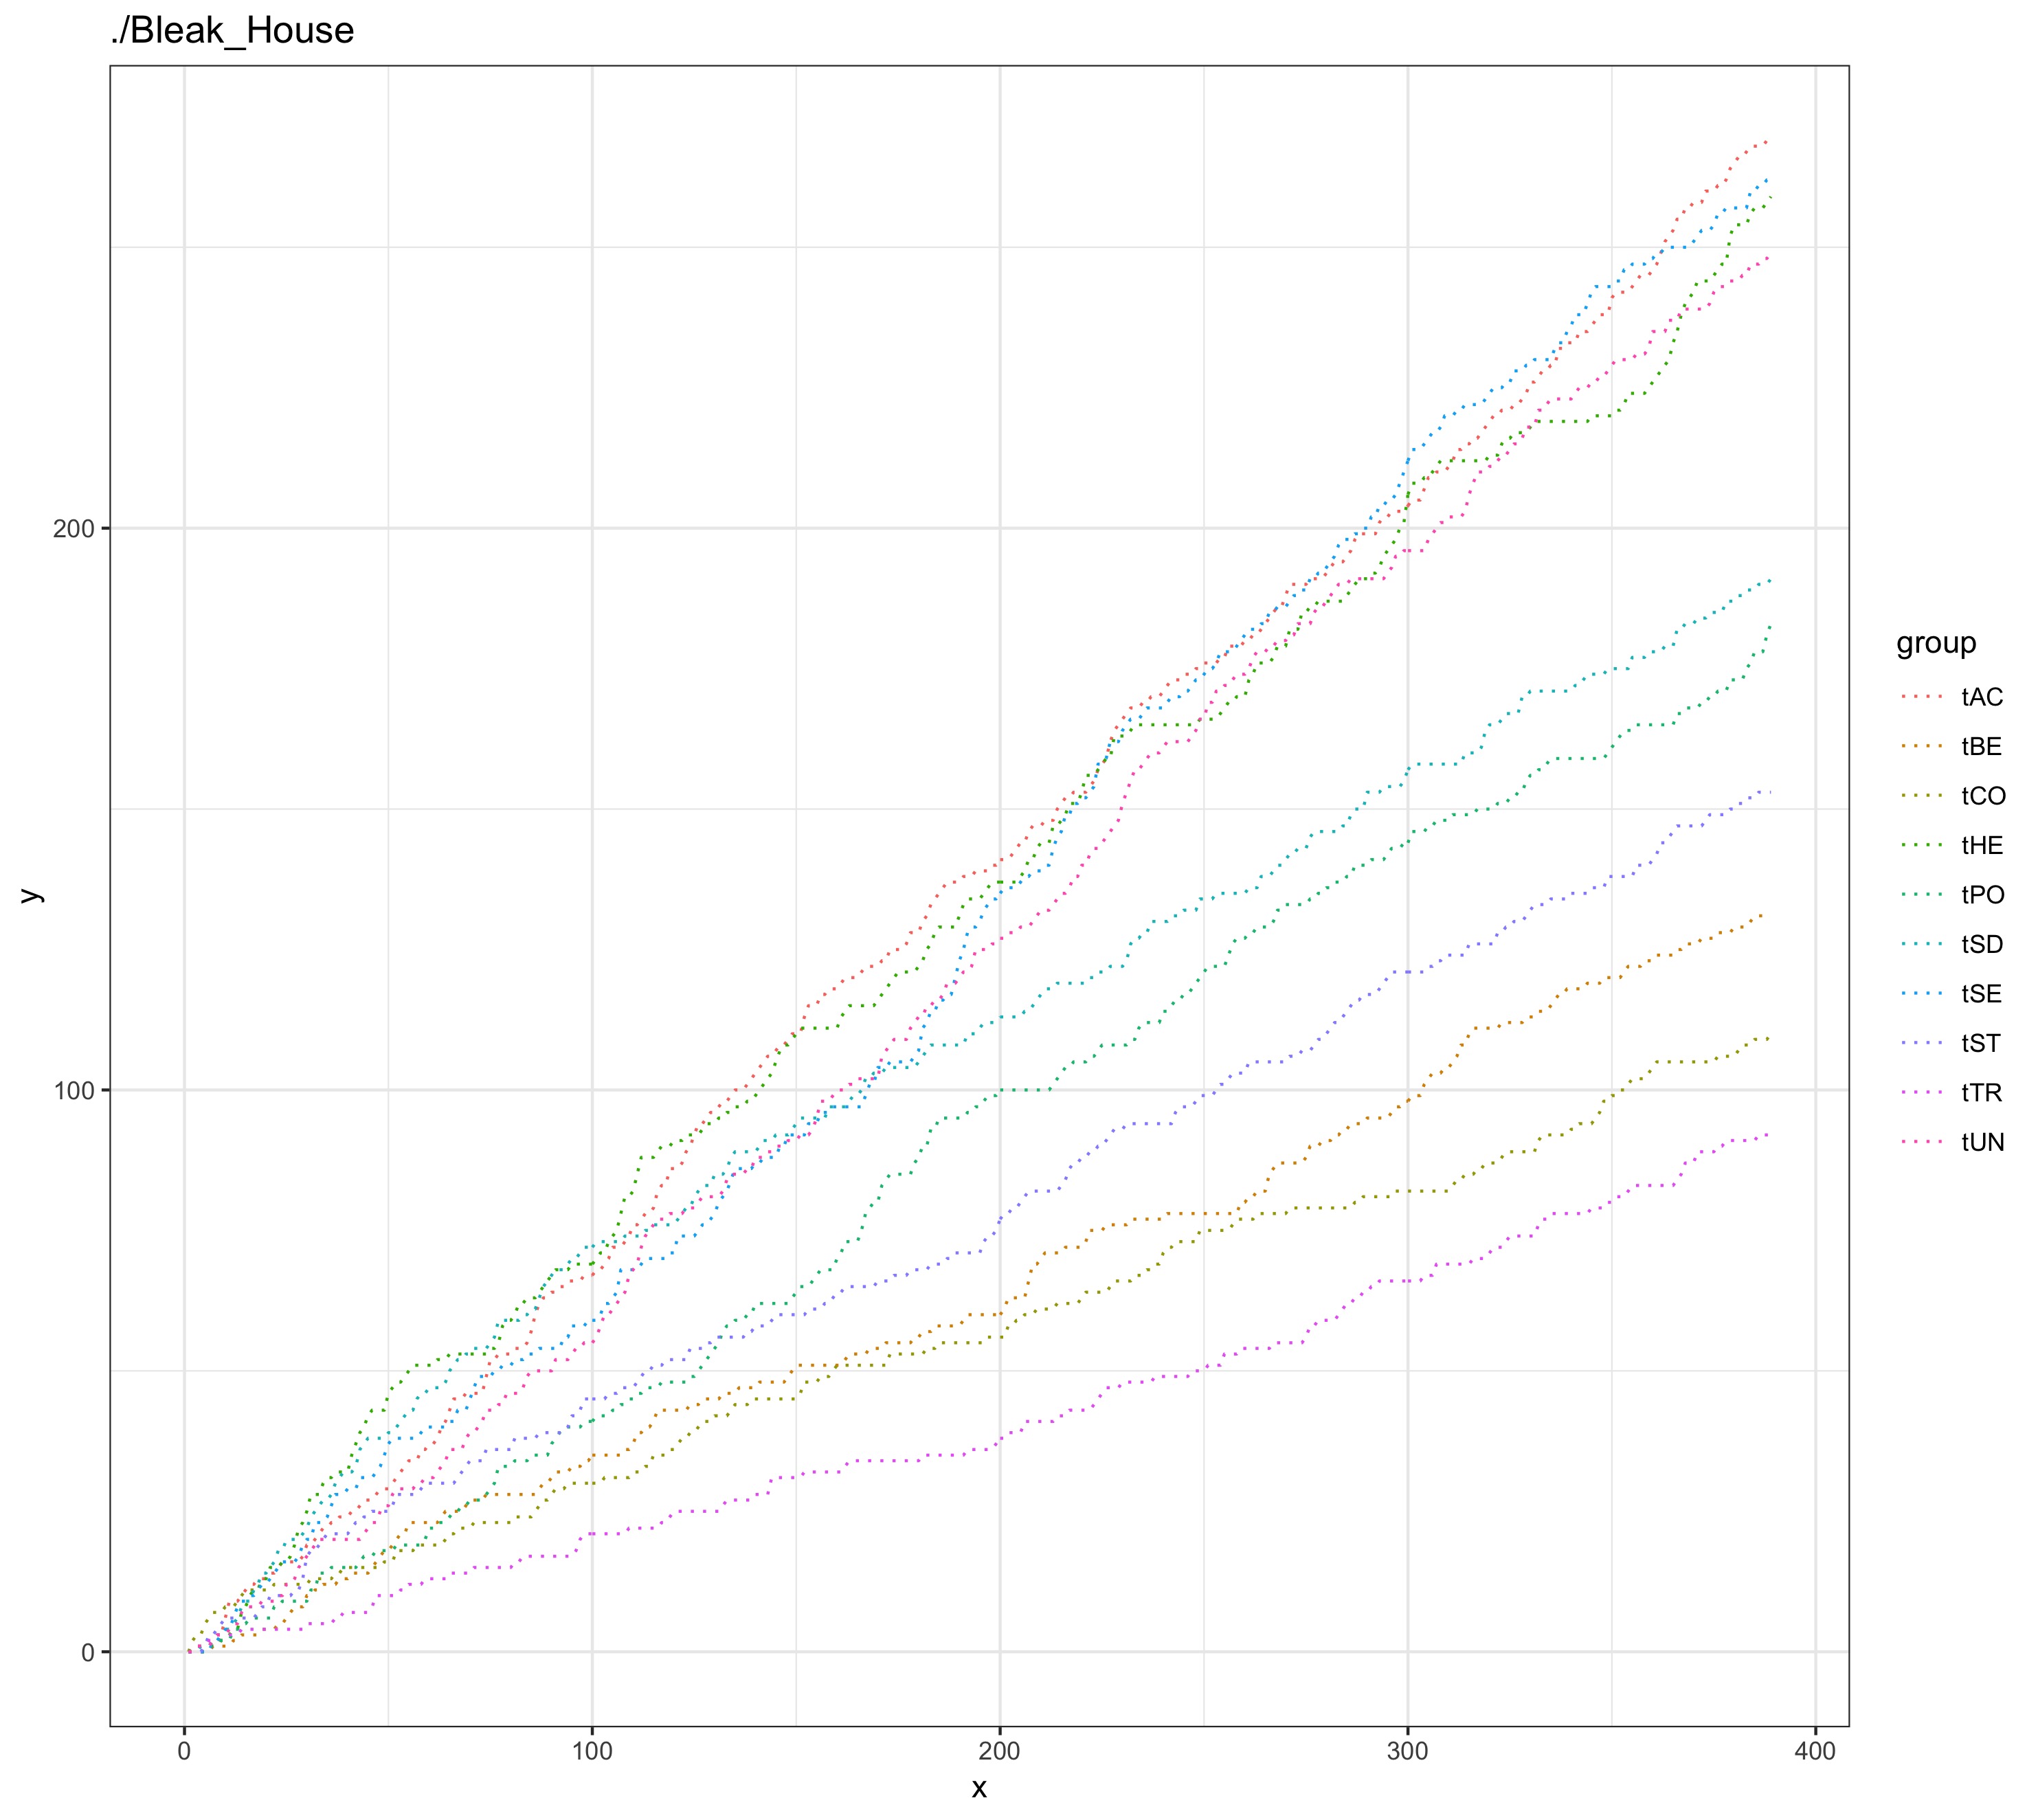 ./Bleak_House
200
100
0
y
0 100 200 300 400
x
group
tAC
tBE
tCO
tHE
tPO
tSD
tSE
tST
tTR
tUN